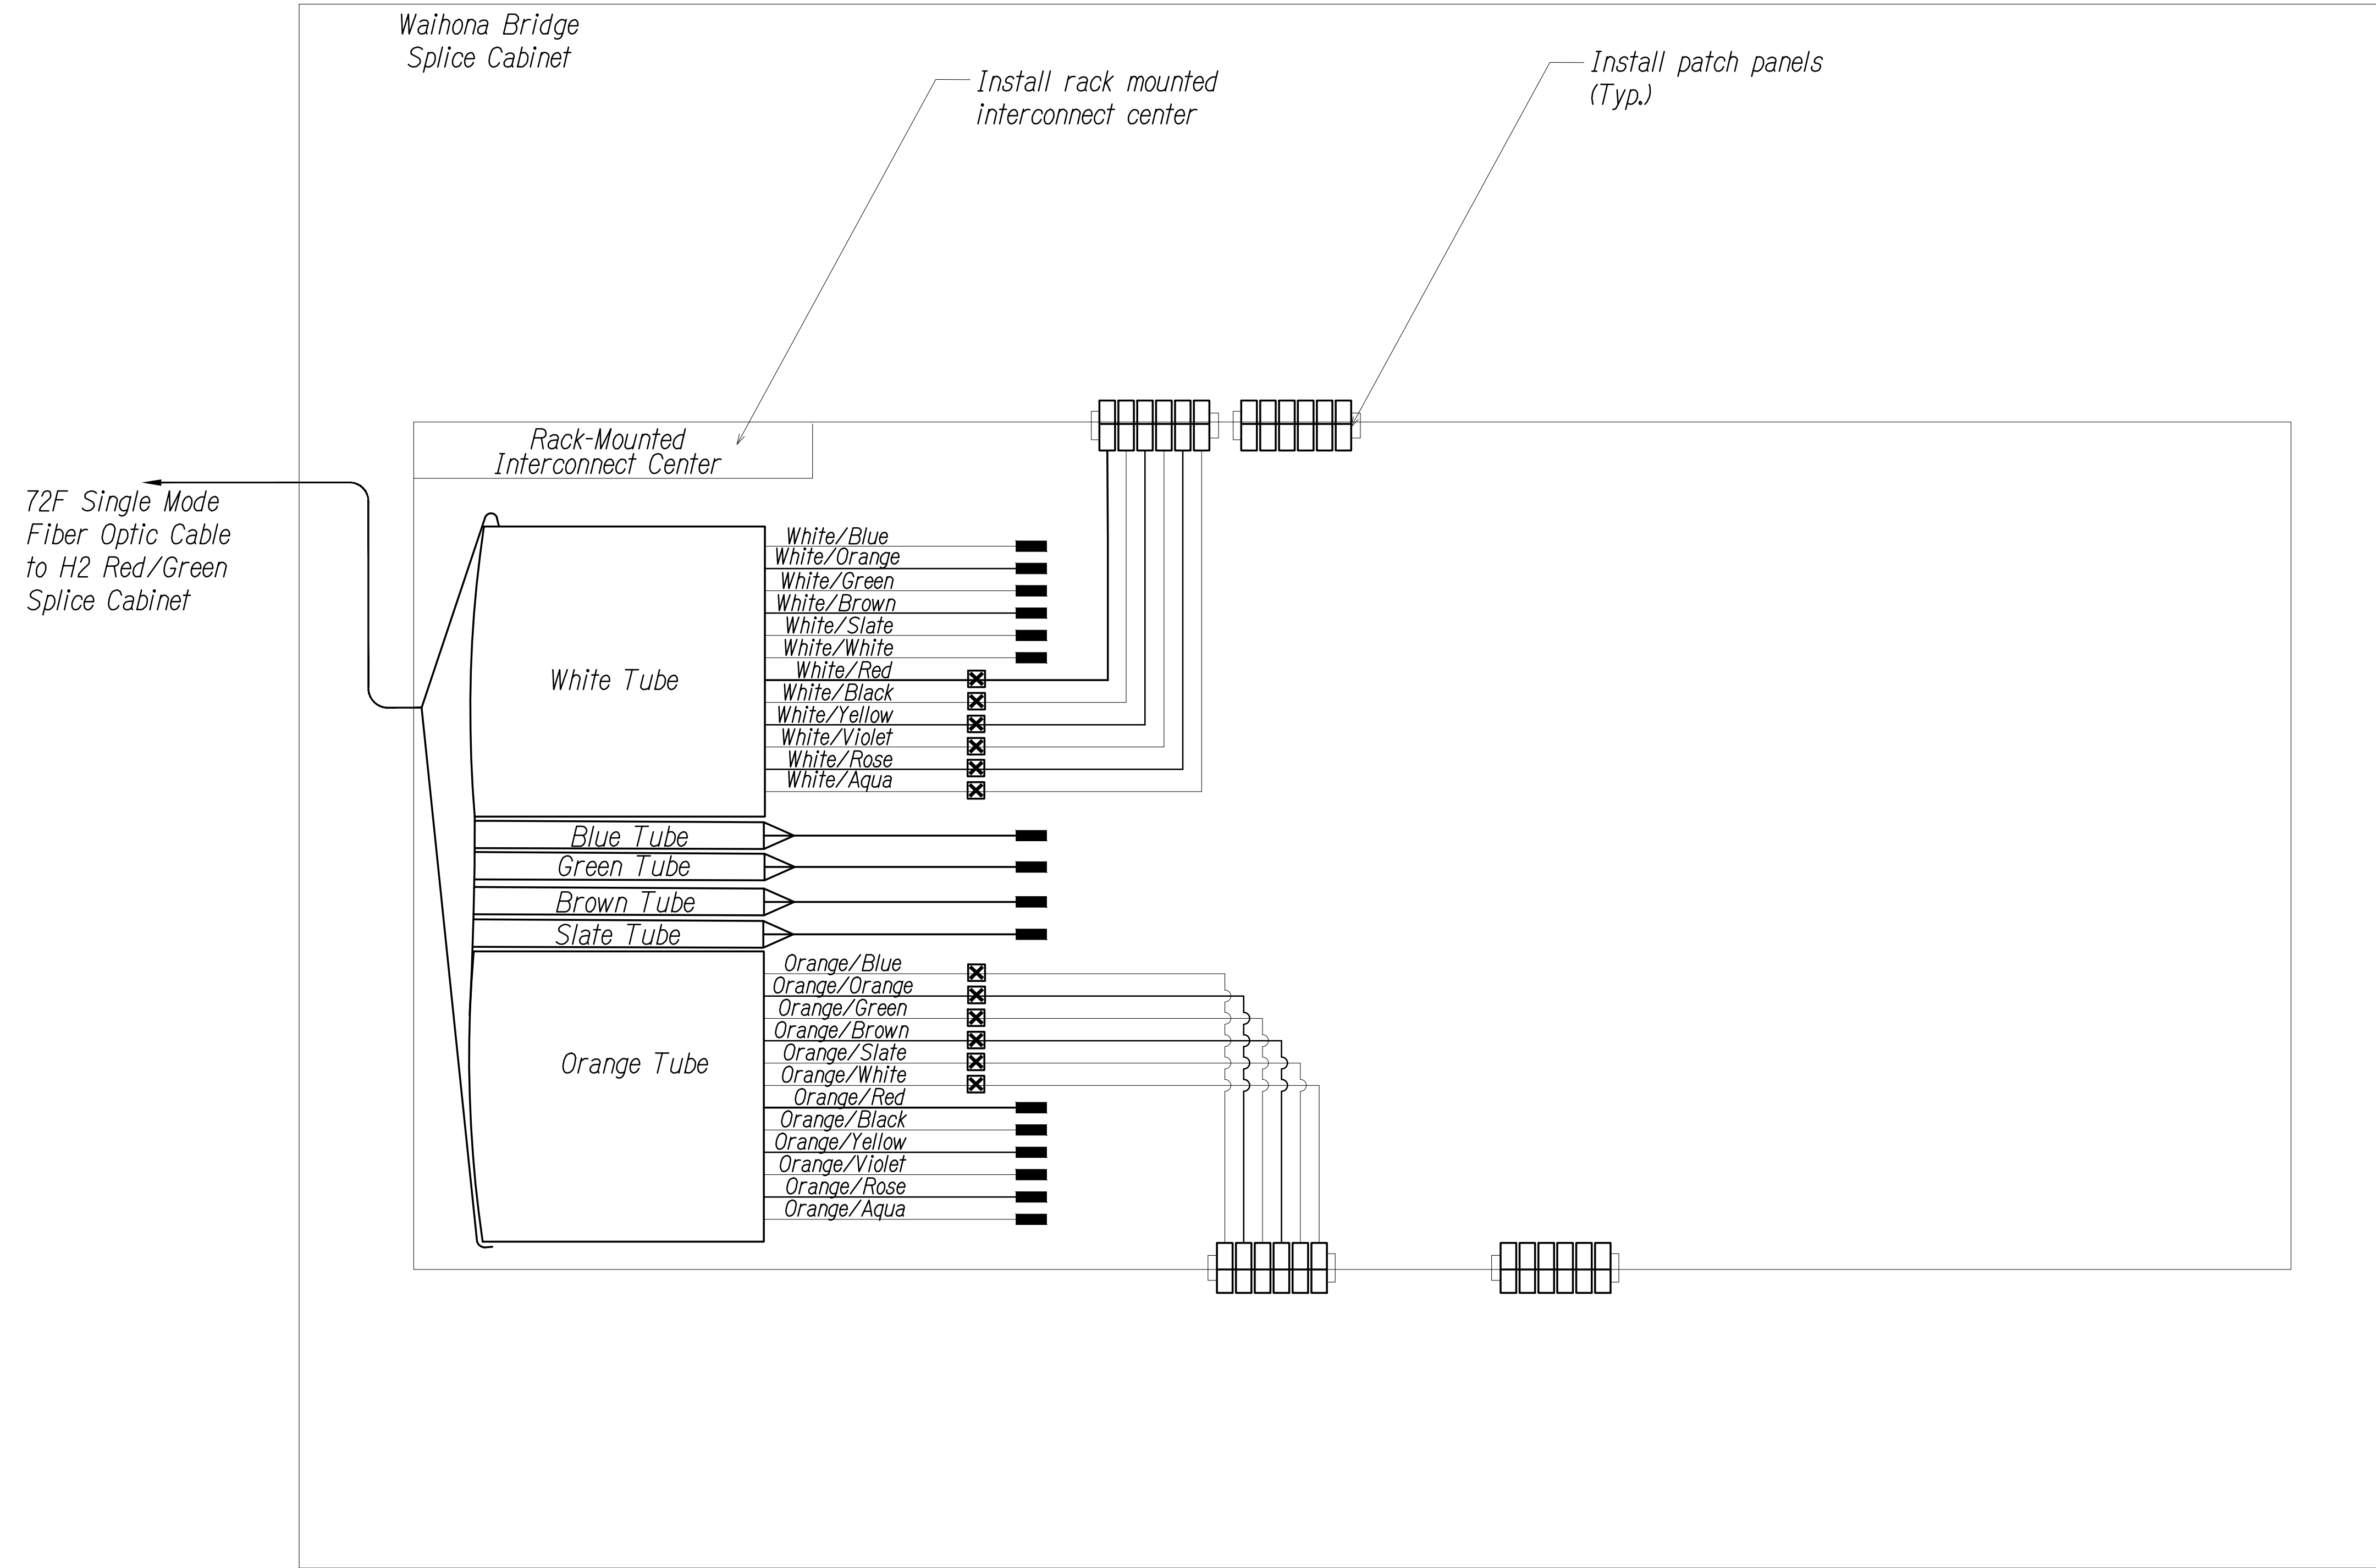 Waihona Bridge
Splice Cabinet
Install rack mounted
interconnect center
Install patch panels
(Typ.)
Rack-Mounted
Interconnect Center
72F Single Mode
Fiber Optic Cable
to H2 Red/Green
Splice Cabinet
White Tube
White/Blue
White/Orange
White/Green
White/Brown
White/Slate
White/White
White/Red
White/Black
White/Yellow
White/Violet
White/Rose
White/Aqua
Blue Tube
Green Tube
Brown Tube
Slate Tube
Orange Tube
Orange/Blue
Orange/Orange
Orange/Green
Orange/Brown
Orange/Slate
Orange/White
Orange/Red
Orange/Black
Orange/Yellow
Orange/Violet
Orange/Rose
Orange/Aqua